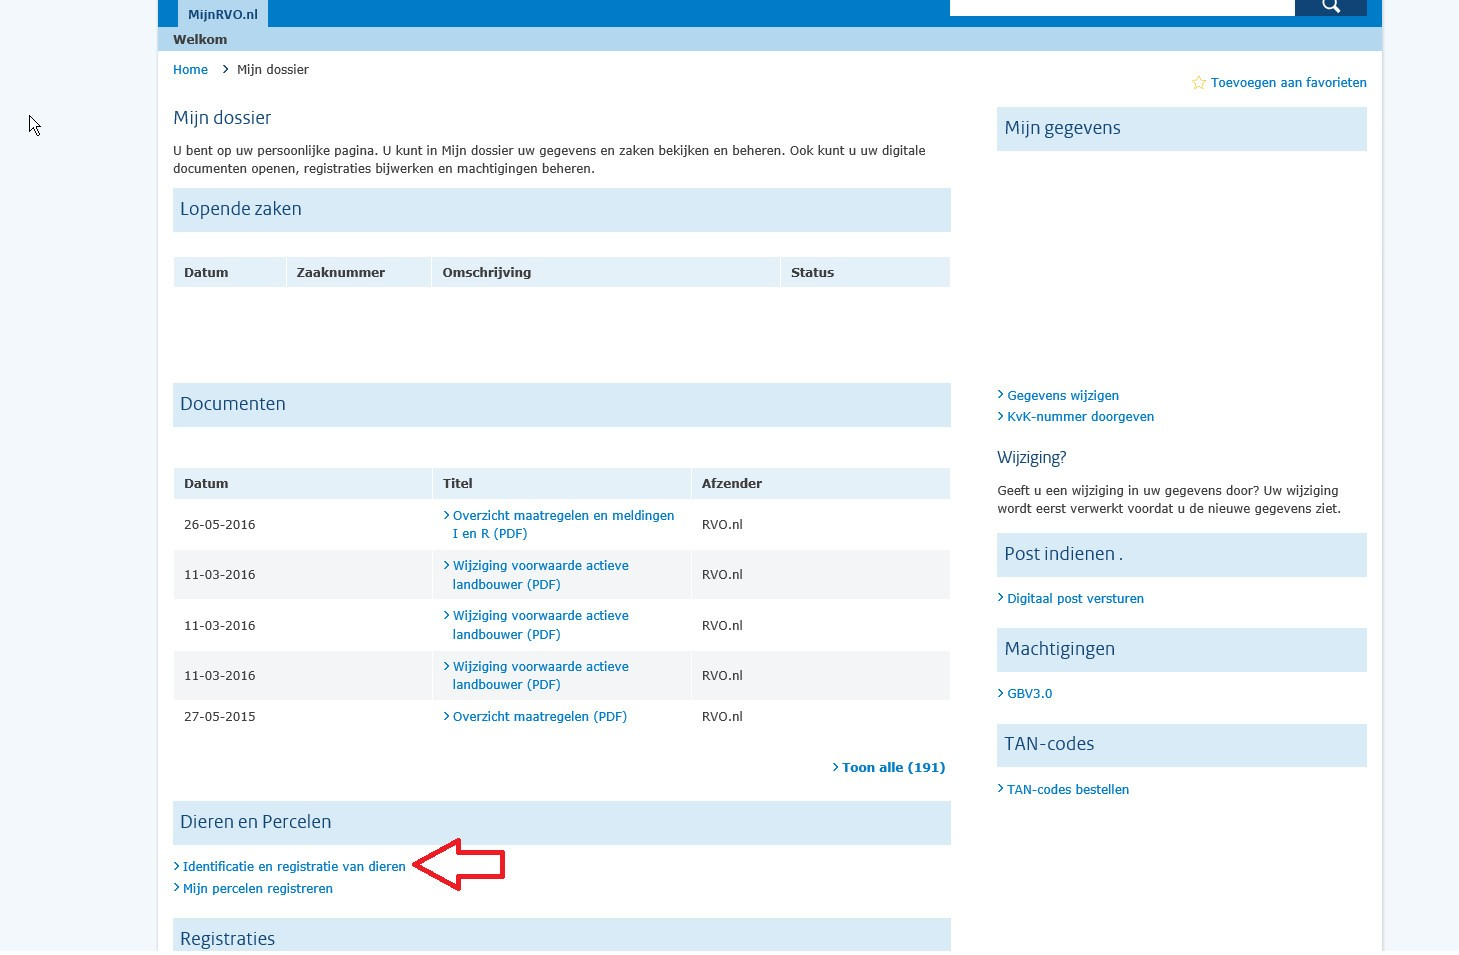 MijnRVO.nl
Welkom
Home > Mijn dossier
Toevoegen aan favorieten
Mijn dossier
U bent op uw persoonlijke pagina. U kunt in Mijn dossier uw gegevens en zaken bekijken en beheren. Ook kunt u uw digitale
documenten openen, registraties bijwerken en machtigingen beheren.
Lopende zaken
Datum Zaaknummer Omschrijving Status
Documenten
Datum Titel Afzender
26-05-2016 > Overzicht maatregelen en meldingen RVO.nl
I en R (PDF)
11-03-2016 > Wijziging voorwaarde actieve RVO.nl
landbouwer (PDF)
11-03-2016 > Wijziging voorwaarde actieve RVO.nl
landbouwer (PDF)
11-03-2016 > Wijziging voorwaarde actieve RVO.nl
landbouwer (PDF)
27-05-2015 > Overzicht maatregelen (PDF) RVO.nl
> Toon alle (191)
Dieren en Percelen
> Identificatie en registratie van dieren
> Mijn percelen registreren
Registraties
Mijn gegevens
> Gegevens wijzigen
> KvK-nummer doorgeven
Wijziging?
Geeft u een wijziging in uw gegevens door? Uw wijziging
wordt eerst verwerkt voordat u de nieuwe gegevens ziet.
Post indienen .
> Digitaal post versturen
Machtigingen
> GBV3.0
TAN-codes
> TAN-codes bestellen